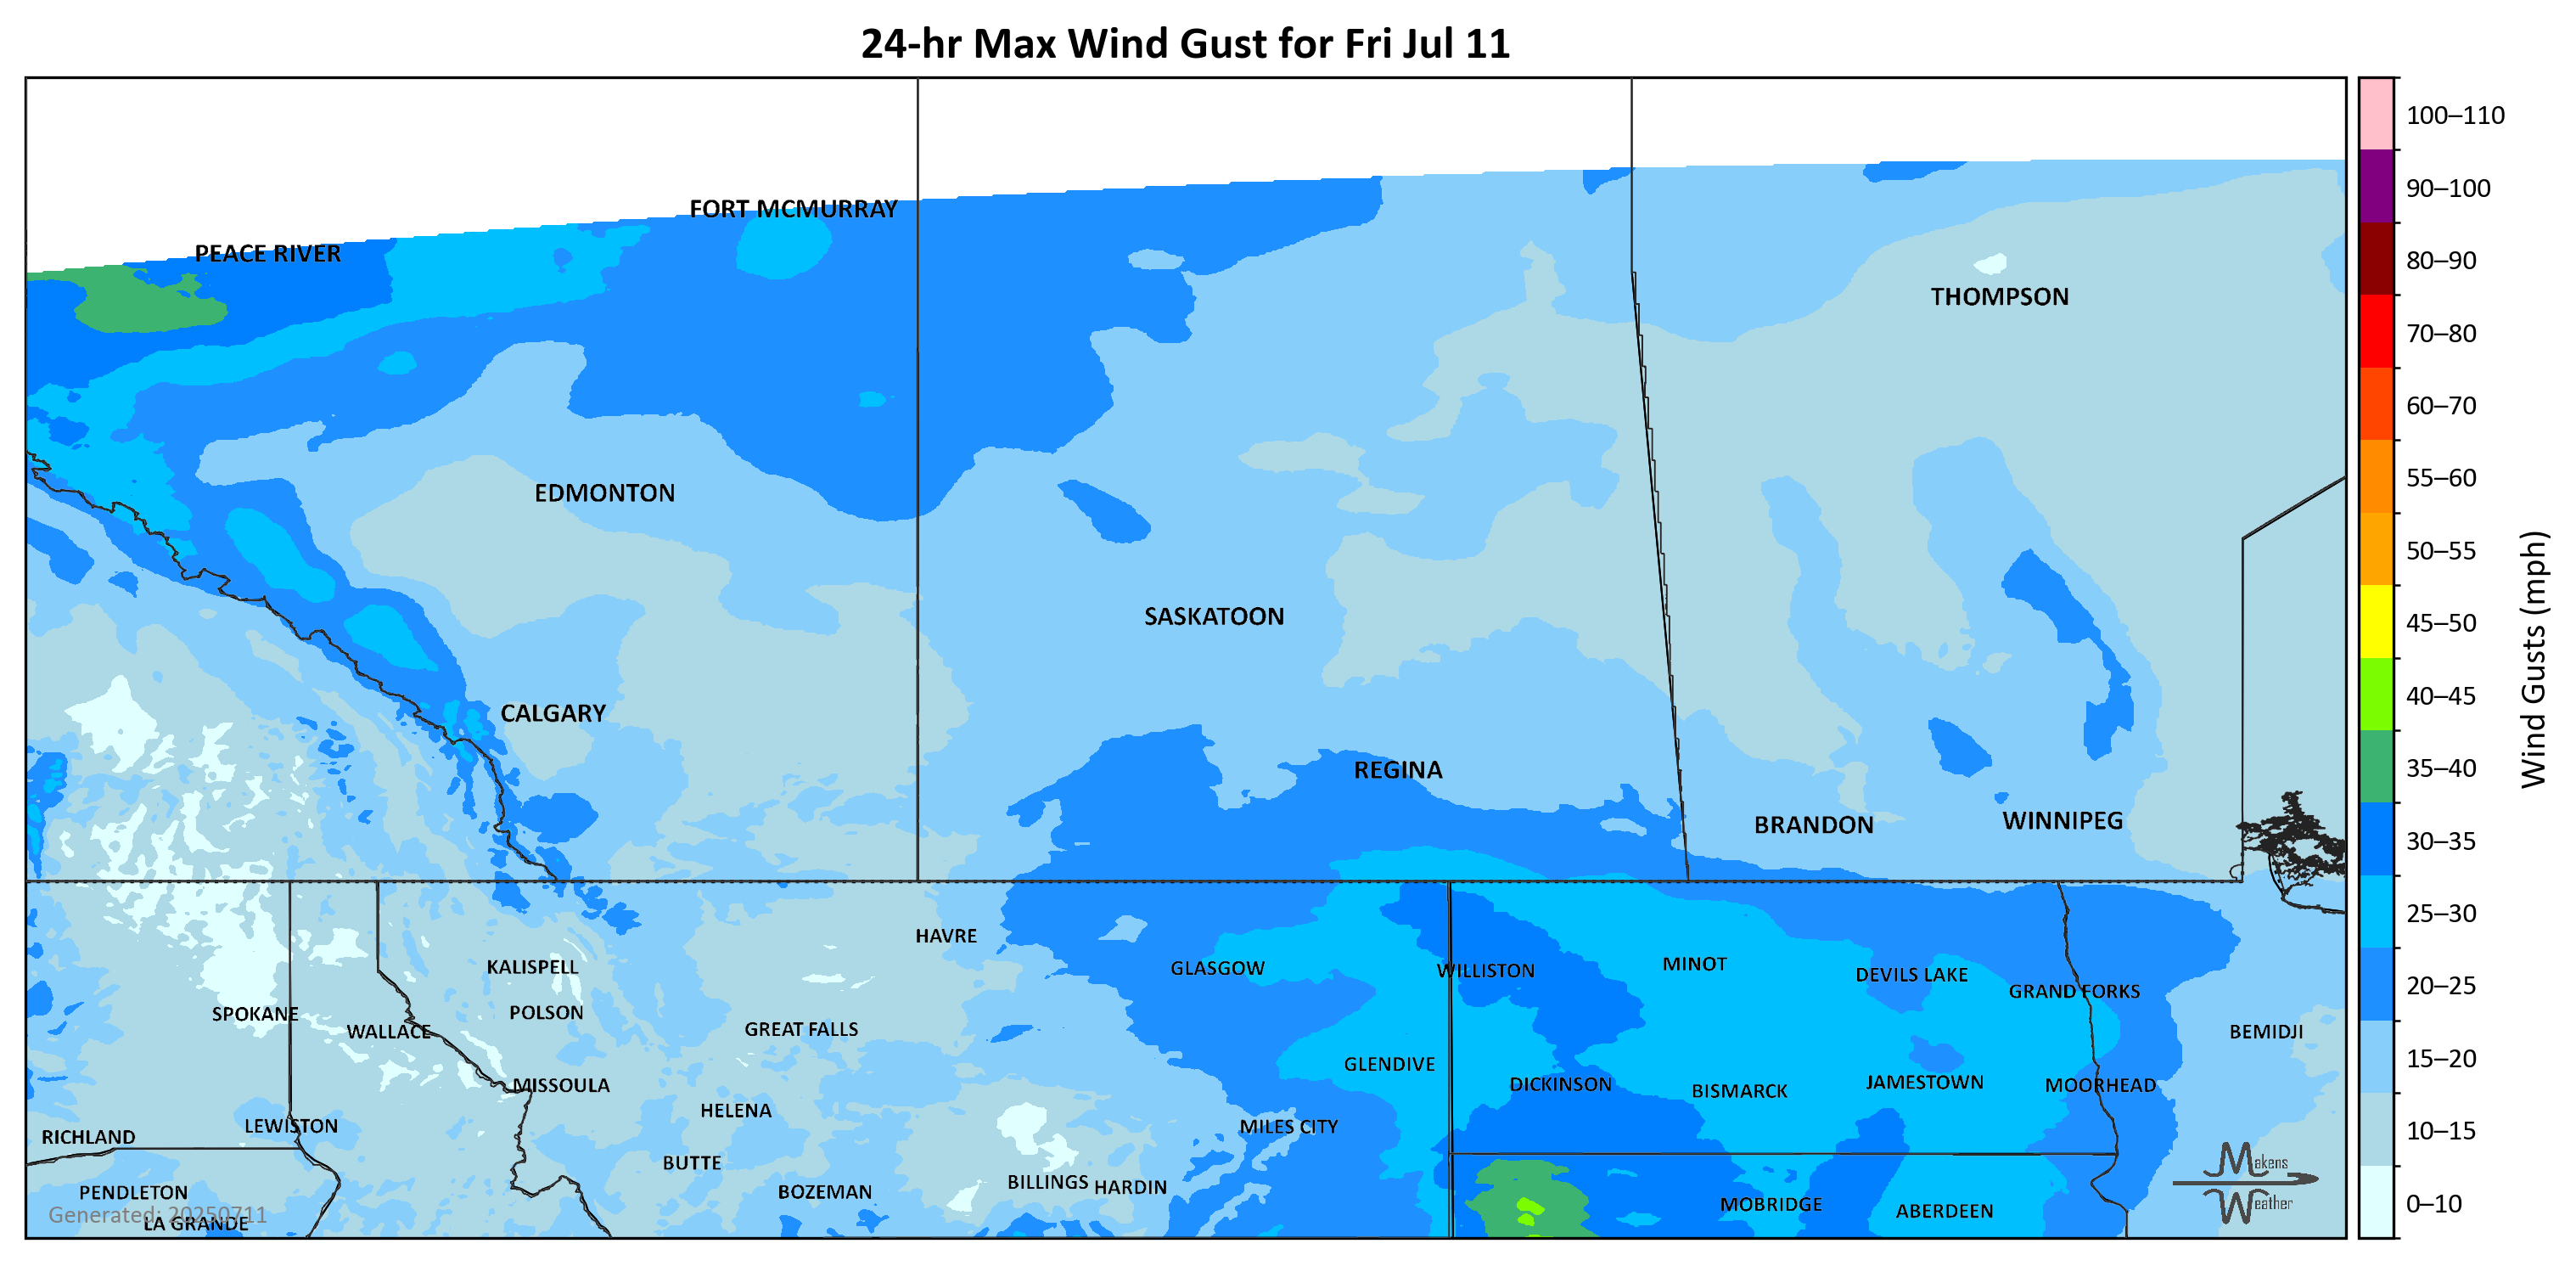 24-hr Max Wind Gust for Fri Jul 11
100–110
90–100
80–90
70–80
60–70
55–60
50–55
45–50
40–45
35–40
30–35
25–30
20–25
15–20
10–15
0–10
Wind Gusts (mph)
FORT MCMURRAY
PEACE RIVER
THOMPSON
EDMONTON
SASKATOON
CALGARY
REGINA
BRANDON
WINNIPEG
HAVRE
KALISPELL
GLASGOW
WILLISTON
MINOT
DEVILS LAKE
GRAND FORKS
SPOKANE
POLSON
WALLACE
GREAT FALLS
BEMIDJI
GLENDIVE
MISSOULA
DICKINSON
BISMARCK
JAMESTOWN
MOORHEAD
HELENA
LEWISTON
MILES CITY
RICHLAND
BUTTE
PENDLETON
BOZEMAN
BILLINGS
HARDIN
MOBRIDGE
ABERDEEN
Generated: 20250711
LA GRANDE
Makens
Weather